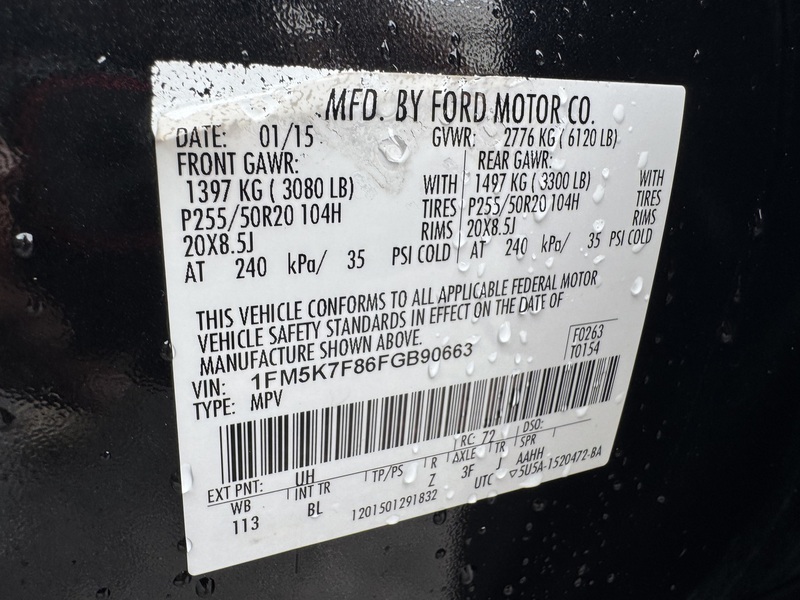 MFD. BY FORD MOTOR CO.
DATE: 01/15 GVWR: 2776 KG ( 6120 LB)
FRONT GAWR: REAR GAWR:
1397 KG ( 3080 LB) WITH 1497 KG ( 3300 LB) WITH
P255/50R20 104H TIRES P255/50R20 104H TIRES
20X8.5J RIMS 20X8.5J RIMS
AT 240 kPa/ 35 PSI COLD AT 240 kPa/ 35 PSI COLD
THIS VEHICLE CONFORMS TO ALL APPLICABLE FEDERAL MOTOR
VEHICLE SAFETY STANDARDS IN EFFECT ON THE DATE OF
MANUFACTURE SHOWN ABOVE.
F0263
VIN: 1FM5K7F86FGB90663 T0154
TYPE: MPV
RC: 72 DSO:
EXT PNT: UH
WB INT TR TP/PS R AXLE TR SPR
113 BL Z 3F J AAHH
1201501291832 UTC ▽5U5A-1520472-BA